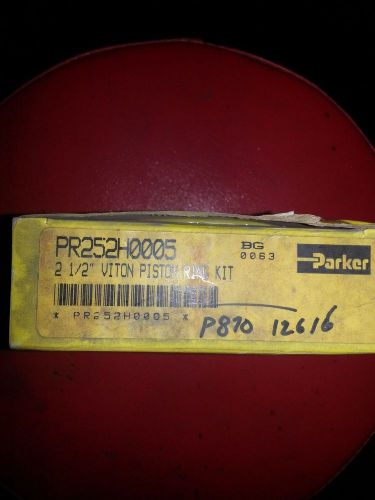 PR252H0005
BG
0063
2 1/2" VITON PISTON RING KIT
Parker
* PR252H0005 *
P870 12616